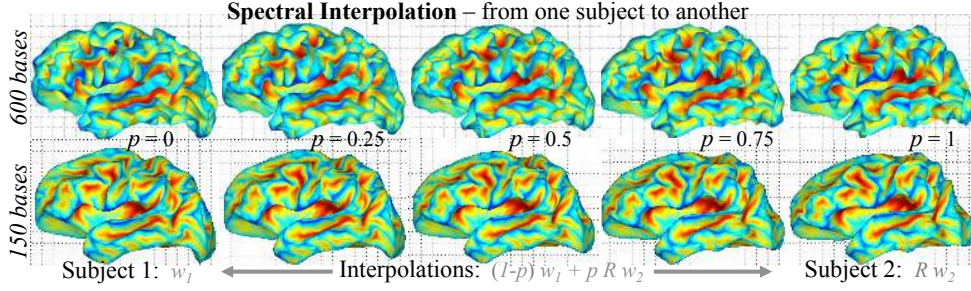 Spectral Interpolation – from one subject to another
600 bases
p = 0 p = 0.25 p = 0.5 p = 0.75 p = 1
150 bases
Subject 1: w₁ Interpolations: (1-p) w₁ + p R w₂ Subject 2: R w₂